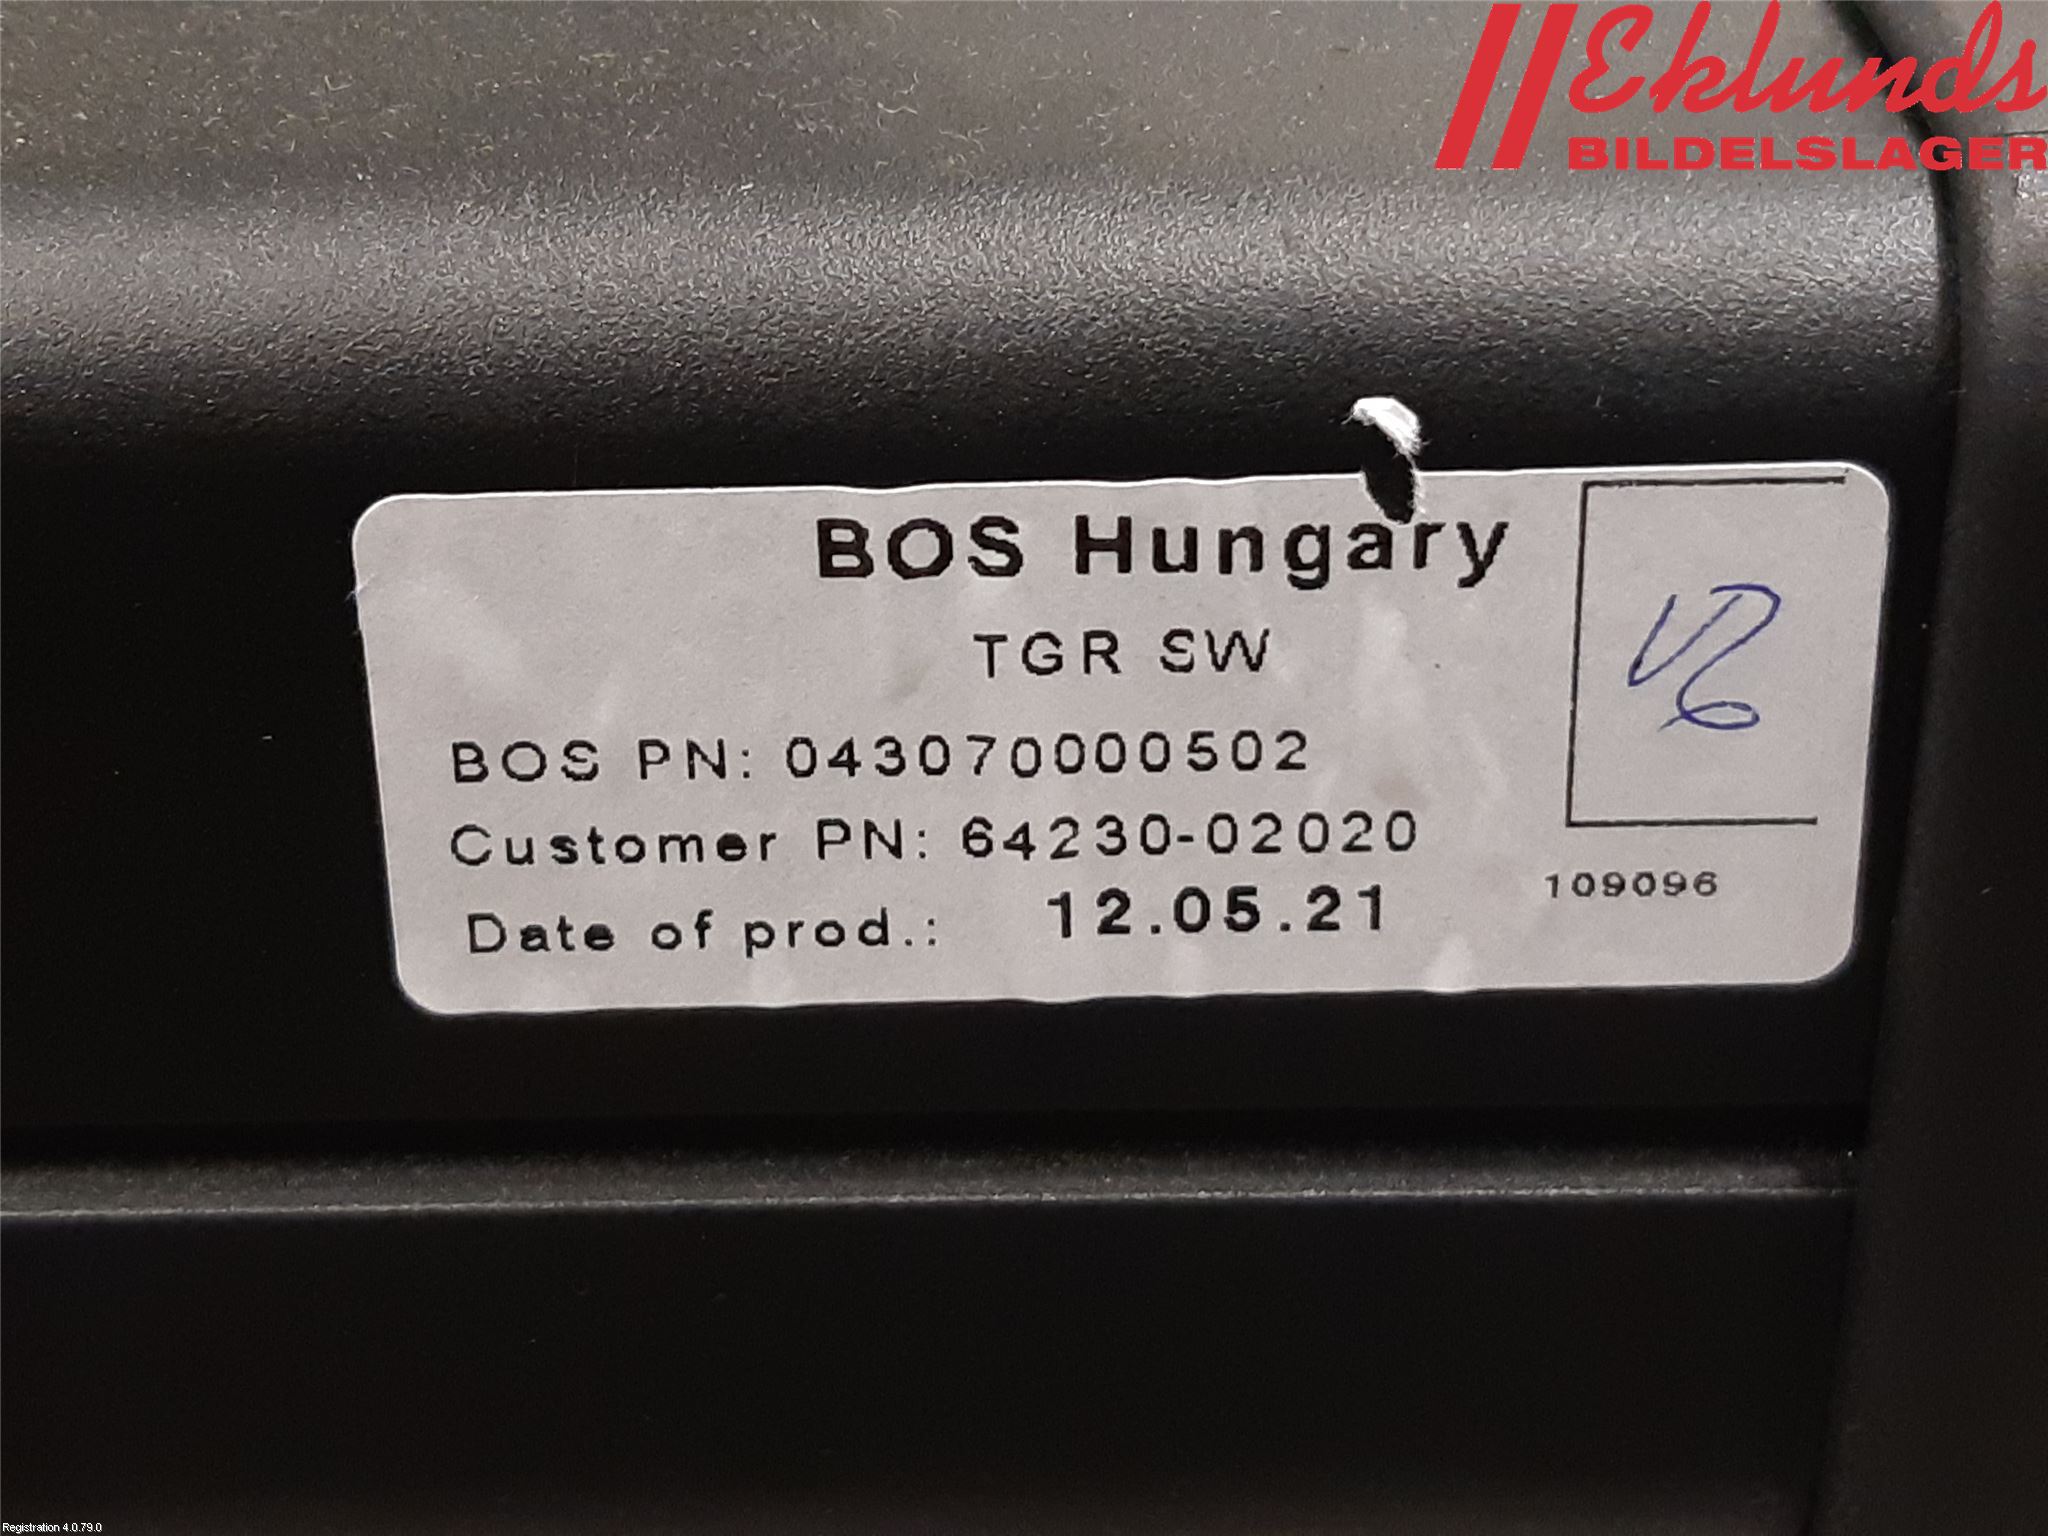 Eklunds
BILDELSLAGER
BOS Hungary
TGR SW
BOS PN: 043070000502
Customer PN: 64230-02020
109096
Date of prod.: 12.05.21
Registration 4.0.79.0